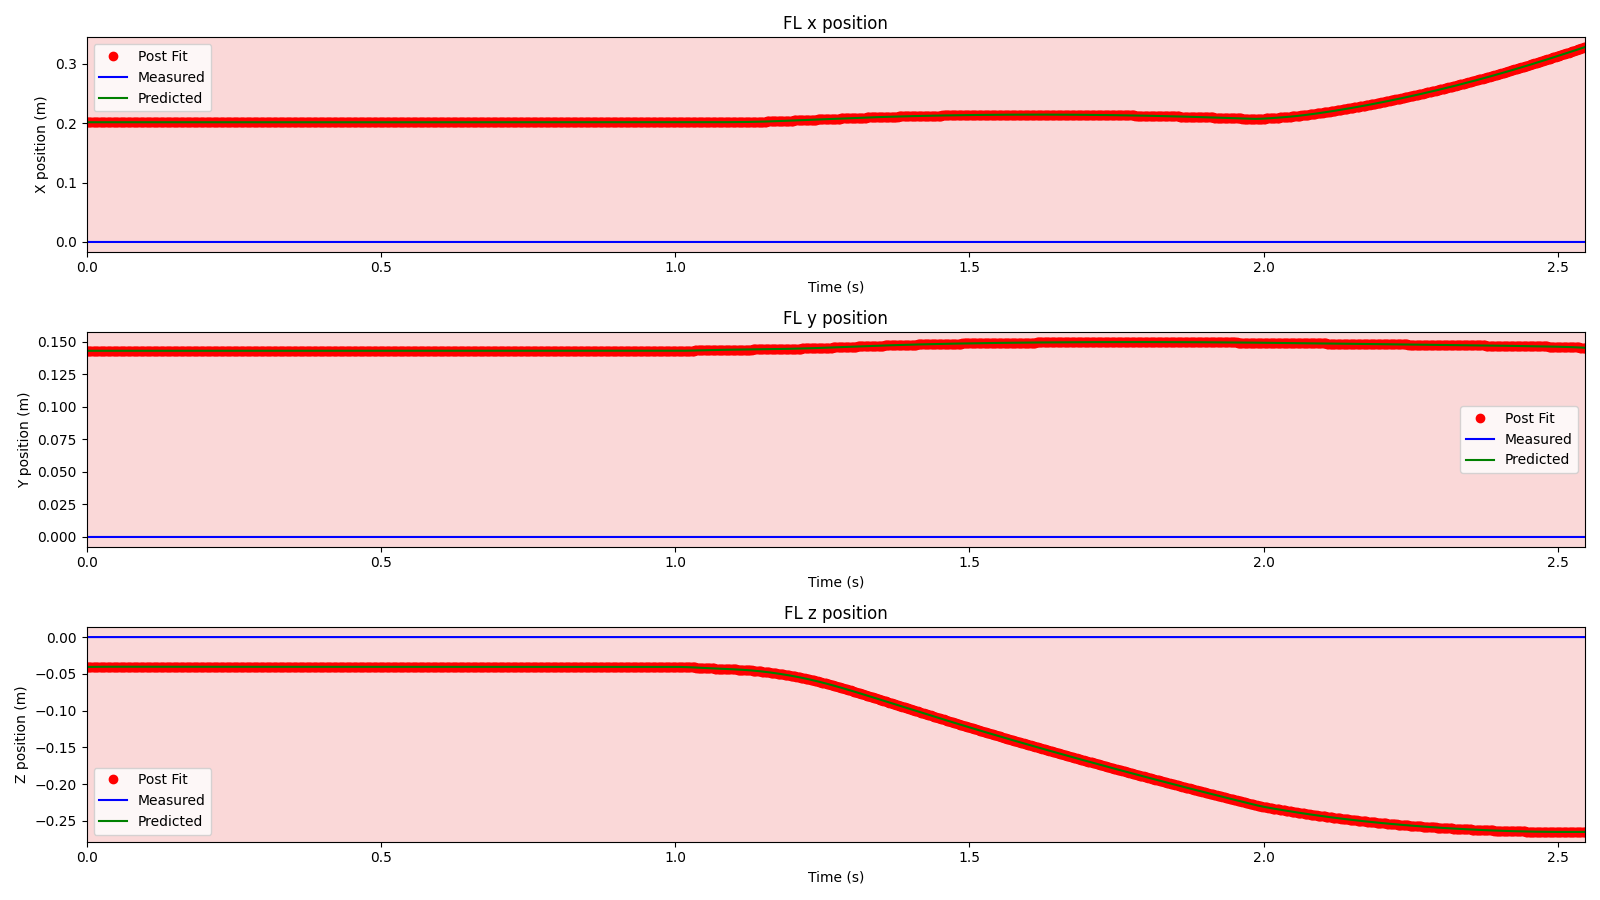 FL x position
Post Fit
Measured
Predicted
X position (m)
0.3
0.2
0.1
0.0
0.0 0.5 1.0 1.5 2.0 2.5
Time (s)
FL y position
Post Fit
Measured
Predicted
Y position (m)
0.150
0.125
0.100
0.075
0.050
0.025
0.000
0.0 0.5 1.0 1.5 2.0 2.5
Time (s)
FL z position
Post Fit
Measured
Predicted
Z position (m)
0.00
−0.05
−0.10
−0.15
−0.20
−0.25
0.0 0.5 1.0 1.5 2.0 2.5
Time (s)